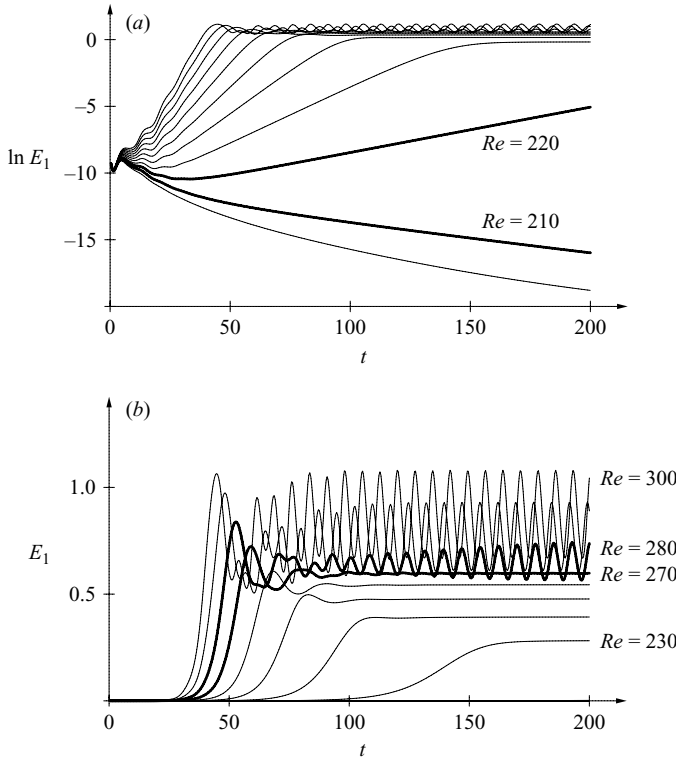 (a)
0
–5
ln E1
–10
–15
Re = 220
Re = 210
0
50
100
150
200
t
(b)
1.0
E1
0.5
Re = 300
Re = 280
Re = 270
Re = 230
0
50
100
150
200
t